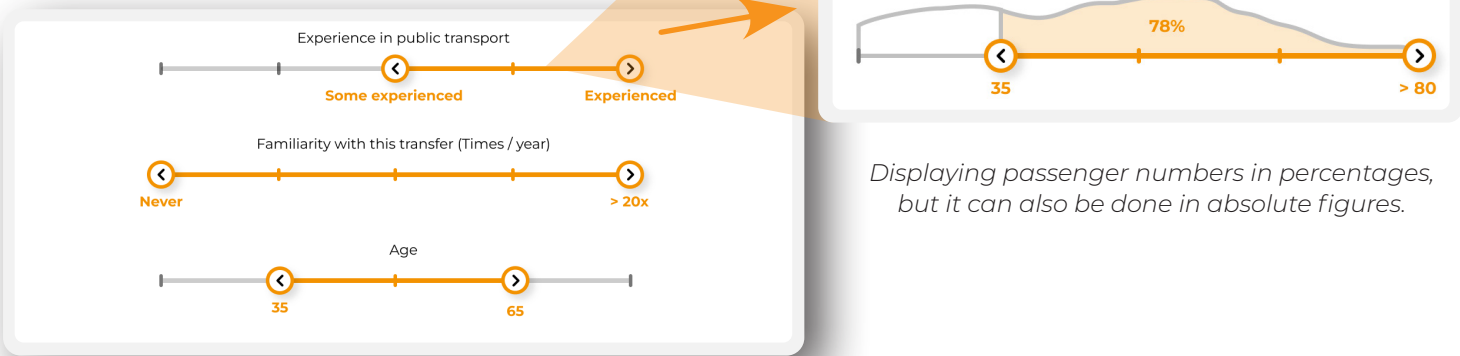 Experience in public transport
Some experienced
Experienced
Familiarity with this transfer (Times / year)
Never
> 20x
Age
35
65
78%
35
> 80
Displaying passenger numbers in percentages,
but it can also be done in absolute figures.